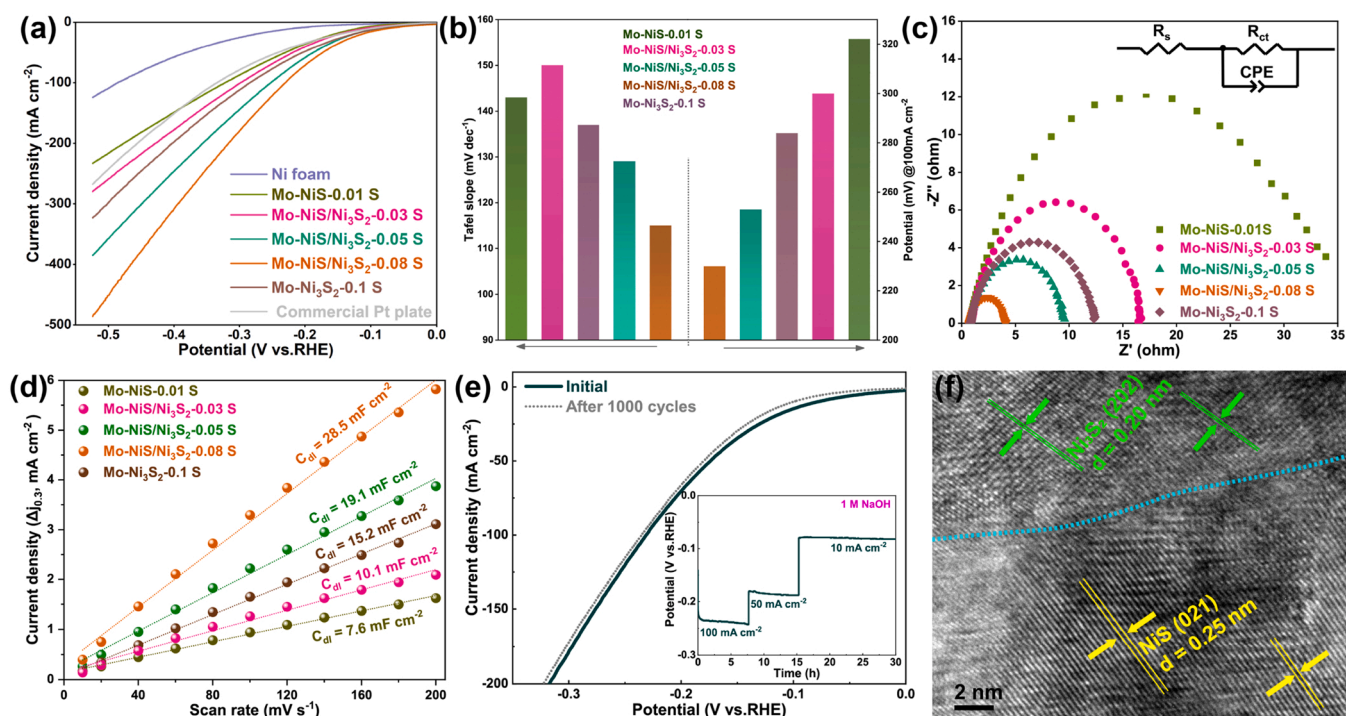 (a)
0
-100
-200
-300
-400
-500
Current density (mA cm⁻²)
-0.5
-0.4
-0.3
-0.2
-0.1
0.0
Potential (V vs.RHE)
Ni foam
Mo-NiS-0.01 S
Mo-NiS/Ni₃S₂-0.03 S
Mo-NiS/Ni₃S₂-0.05 S
Mo-NiS/Ni₃S₂-0.08 S
Mo-Ni₃S₂-0.1 S
Commercial Pt plate
(b)
160
150
140
130
120
110
100
90
Tafel slope (mV dec⁻¹)
Mo-NiS-0.01 S
Mo-NiS/Ni₃S₂-0.03 S
Mo-NiS/Ni₃S₂-0.05 S
Mo-NiS/Ni₃S₂-0.08 S
Mo-Ni₃S₂-0.1 S
320
300
280
260
240
220
200
Potential (mV) @100mA cm⁻²
(c)
16
14
12
10
8
6
4
2
0
-Z'' (ohm)
0
5
10
15
20
25
30
35
Z' (ohm)
Rₛ
R꜀ₜ
CPE
Mo-NiS-0.01S
Mo-NiS/Ni₃S₂-0.03 S
Mo-NiS/Ni₃S₂-0.05 S
Mo-NiS/Ni₃S₂-0.08 S
Mo-Ni₃S₂-0.1 S
(d)
6
5
4
3
2
1
0
Current density (Δj₀.₃, mA cm⁻²)
0
40
80
120
160
200
Scan rate (mV s⁻¹)
Mo-NiS-0.01 S
Mo-NiS/Ni₃S₂-0.03 S
Mo-NiS/Ni₃S₂-0.05 S
Mo-NiS/Ni₃S₂-0.08 S
Mo-Ni₃S₂-0.1 S
C_dl = 28.5 mF cm⁻²
C_dl = 19.1 mF cm⁻²
C_dl = 15.2 mF cm⁻²
C_dl = 10.1 mF cm⁻²
C_dl = 7.6 mF cm⁻²
(e)
0
-50
-100
-150
-200
Current density (mA cm⁻²)
-0.3
-0.2
-0.1
0.0
Potential (V vs.RHE)
Initial
After 1000 cycles
0.0
-0.1
-0.2
-0.3
Potential (V vs.RHE)
0
5
10
15
20
25
30
Time (h)
1 M NaOH
10 mA cm⁻²
50 mA cm⁻²
100 mA cm⁻²
(f)
Ni₃S₂ (202)
d = 0.20 nm
NiS (021)
d = 0.25 nm
2 nm